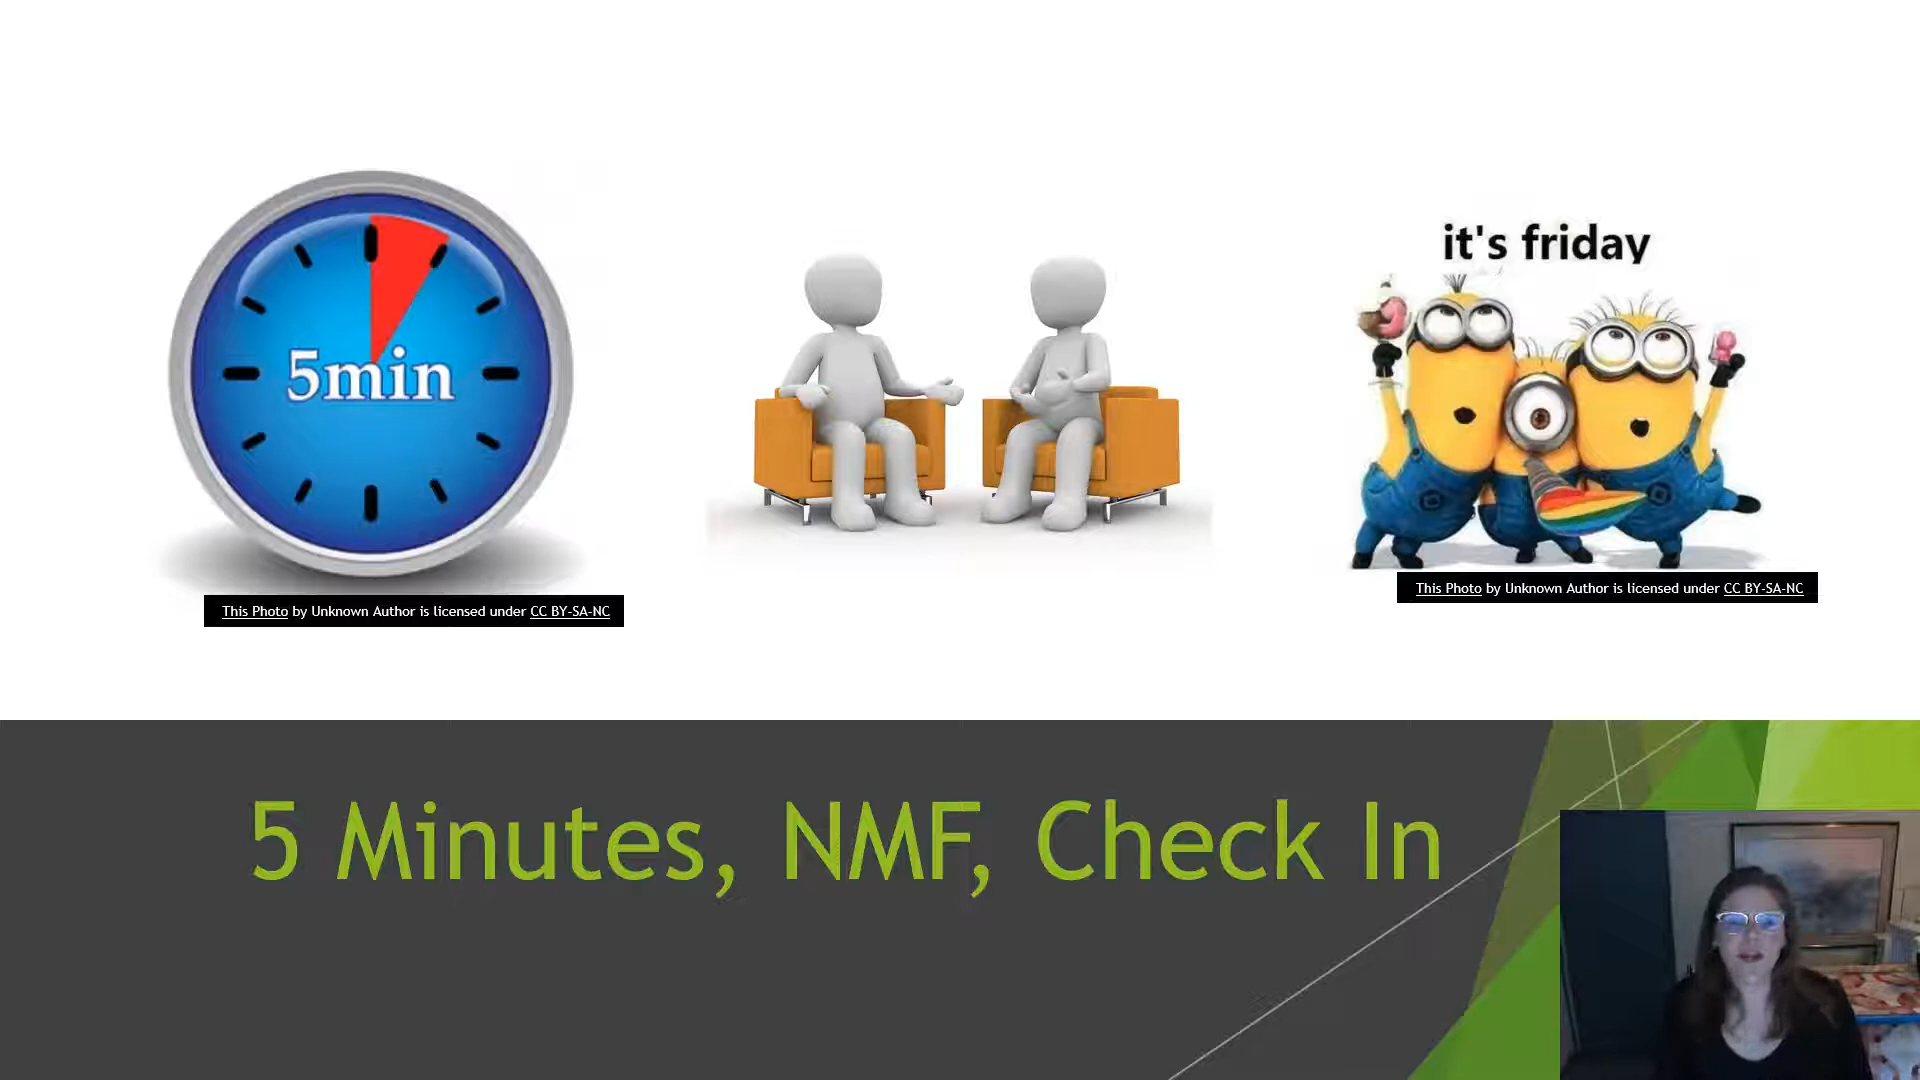 5min
it's friday
This Photo by Unknown Author is licensed under CC BY-SA-NC
This Photo by Unknown Author is licensed under CC BY-SA-NC
5 Minutes, NMF, Check In